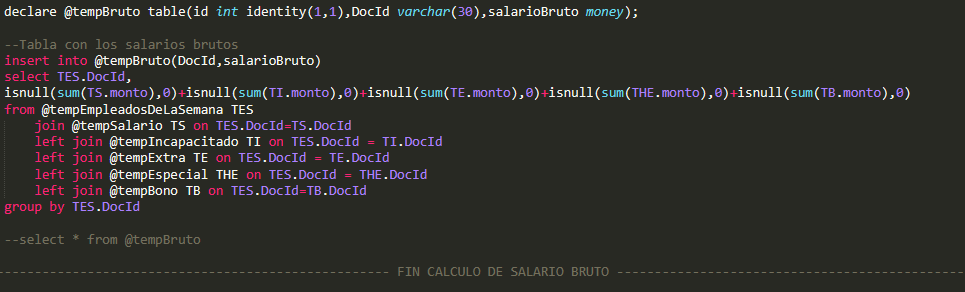 declare @tempBruto table(id int identity(1,1),DocId varchar(30),salarioBruto money);
--Tabla con los salarios brutos
insert into @tempBruto(DocId,salarioBruto)
select TES.DocId,
isnull(sum(TS.monto),0)+isnull(sum(TI.monto),0)+isnull(sum(TE.monto),0)+isnull(sum(THE.monto),0)+isnull(sum(TB.monto),0)
from @tempEmpleadosDeLaSemana TES
    join @tempSalario TS on TES.DocId=TS.DocId
    left join @tempIncapacitado TI on TES.DocId = TI.DocId
    left join @tempExtra TE on TES.DocId = TE.DocId
    left join @tempEspecial THE on TES.DocId = THE.DocId
    left join @tempBono TB on TES.DocId=TB.DocId
group by TES.DocId
--select * from @tempBruto
------------------------------------------------- FIN CALCULO DE SALARIO BRUTO --------------------------------------------